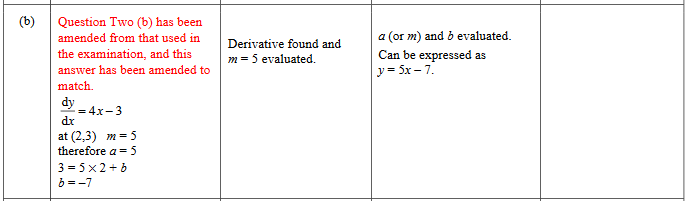 (b)
Question Two (b) has been
amended from that used in
the examination, and this
answer has been amended to
match.
dy
dx
= 4x – 3
at (2,3) m = 5
therefore a = 5
3 = 5 × 2 + b
b = –7
Derivative found and
m = 5 evaluated.
a (or m) and b evaluated.
Can be expressed as
y = 5x – 7.